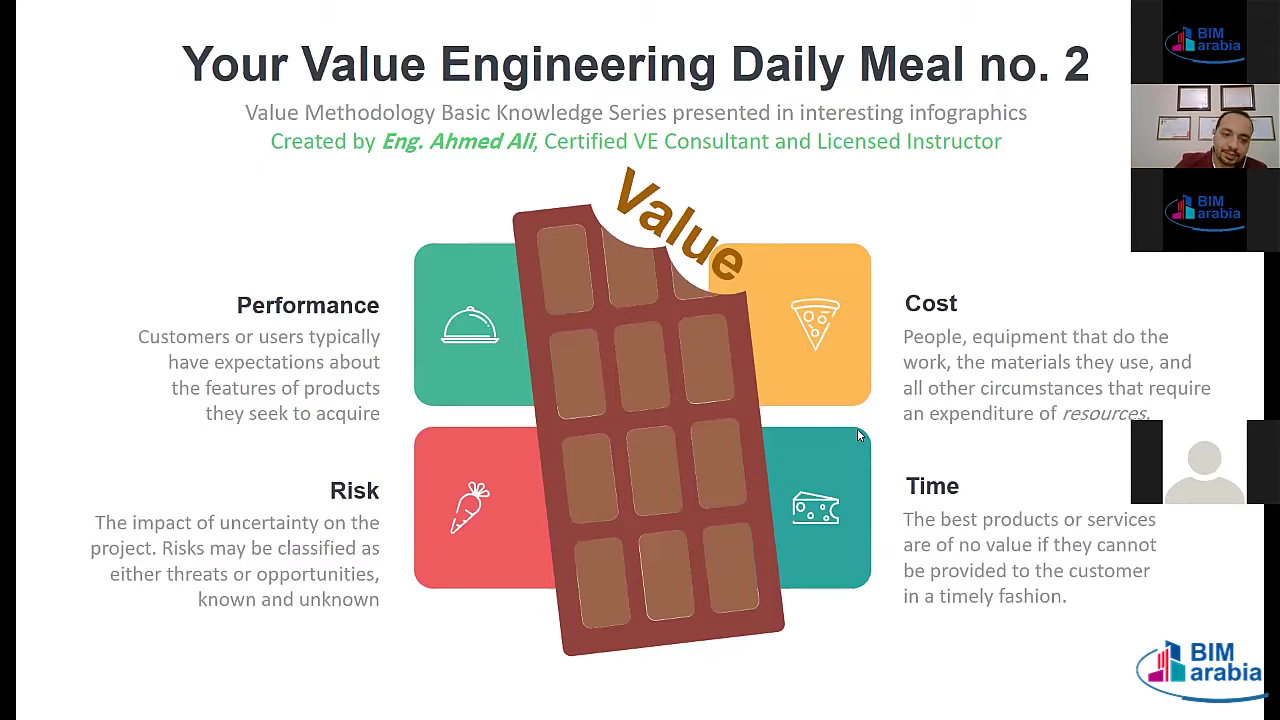 Your Value Engineering Daily Meal no. 2
Value Methodology Basic Knowledge Series presented in interesting infographics
Created by Eng. Ahmed Ali, Certified VE Consultant and Licensed Instructor
Value
Performance
Customers or users typically
have expectations about
the features of products
they seek to acquire
Cost
People, equipment that do the
work, the materials they use, and
all other circumstances that require
an expenditure of resources.
Risk
The impact of uncertainty on the
project. Risks may be classified as
either threats or opportunities,
known and unknown
Time
The best products or services
are of no value if they cannot
be provided to the customer
in a timely fashion.
BIM
arabia
BIM
arabia
BIM
arabia